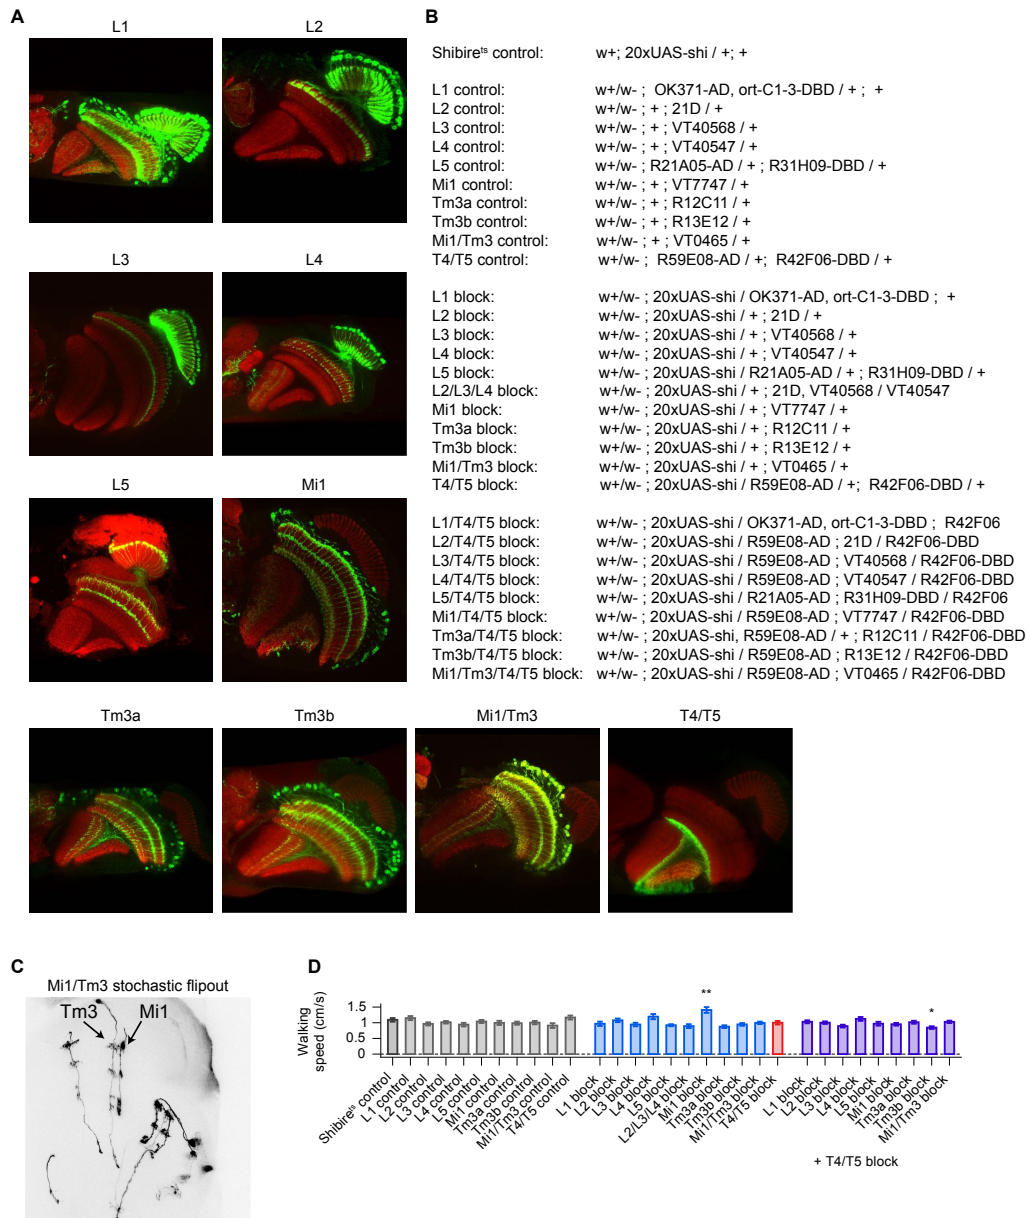 A
L1
L2
L3
L4
L5
Mi1
Tm3a
Tm3b
Mi1/Tm3
T4/T5
B
Shibireᵗˢ control: w+; 20xUAS-shi / +; +
L1 control: w+/w- ; OK371-AD, ort-C1-3-DBD / + ; +
L2 control: w+/w- ; + ; 21D / +
L3 control: w+/w- ; + ; VT40568 / +
L4 control: w+/w- ; + ; VT40547 / +
L5 control: w+/w- ; R21A05-AD / + ; R31H09-DBD / +
Mi1 control: w+/w- ; + ; VT7747 / +
Tm3a control: w+/w- ; + ; R12C11 / +
Tm3b control: w+/w- ; + ; R13E12 / +
Mi1/Tm3 control: w+/w- ; + ; VT0465 / +
T4/T5 control: w+/w- ; R59E08-AD / +; R42F06-DBD / +
L1 block: w+/w- ; 20xUAS-shi / OK371-AD, ort-C1-3-DBD ; +
L2 block: w+/w- ; 20xUAS-shi / + ; 21D / +
L3 block: w+/w- ; 20xUAS-shi / + ; VT40568 / +
L4 block: w+/w- ; 20xUAS-shi / + ; VT40547 / +
L5 block: w+/w- ; 20xUAS-shi / R21A05-AD / + ; R31H09-DBD / +
L2/L3/L4 block: w+/w- ; 20xUAS-shi / + ; 21D, VT40568 / VT40547
Mi1 block: w+/w- ; 20xUAS-shi / + ; VT7747 / +
Tm3a block: w+/w- ; 20xUAS-shi / + ; R12C11 / +
Tm3b block: w+/w- ; 20xUAS-shi / + ; R13E12 / +
Mi1/Tm3 block: w+/w- ; 20xUAS-shi / + ; VT0465 / +
T4/T5 block: w+/w- ; 20xUAS-shi / R59E08-AD / +; R42F06-DBD / +
L1/T4/T5 block: w+/w- ; 20xUAS-shi / OK371-AD, ort-C1-3-DBD ; R42F06
L2/T4/T5 block: w+/w- ; 20xUAS-shi / R59E08-AD ; 21D / R42F06-DBD
L3/T4/T5 block: w+/w- ; 20xUAS-shi / R59E08-AD ; VT40568 / R42F06-DBD
L4/T4/T5 block: w+/w- ; 20xUAS-shi / R59E08-AD ; VT40547 / R42F06-DBD
L5/T4/T5 block: w+/w- ; 20xUAS-shi / R21A05-AD ; R31H09-DBD / R42F06
Mi1/T4/T5 block: w+/w- ; 20xUAS-shi / R59E08-AD ; VT7747 / R42F06-DBD
Tm3a/T4/T5 block: w+/w- ; 20xUAS-shi, R59E08-AD / + ; R12C11 / R42F06-DBD
Tm3b/T4/T5 block: w+/w- ; 20xUAS-shi / R59E08-AD ; R13E12 / R42F06-DBD
Mi1/Tm3/T4/T5 block: w+/w- ; 20xUAS-shi / R59E08-AD ; VT0465 / R42F06-DBD
C
Mi1/Tm3 stochastic flipout
Tm3
Mi1
D
Walking
speed (cm/s)
1.5
1
0.5
0
**
*
Shibireᵗˢ control
L1 control
L2 control
L3 control
L4 control
L5 control
Mi1 control
Tm3a control
Tm3b control
Mi1/Tm3 control
T4/T5 control
L1 block
L2 block
L3 block
L4 block
L5 block
L2/L3/L4 block
Mi1 block
Tm3a block
Tm3b block
Mi1/Tm3 block
T4/T5 block
L1 block
L2 block
L3 block
L4 block
L5 block
Mi1 block
Tm3a block
Tm3b block
Mi1/Tm3 block
+ T4/T5 block